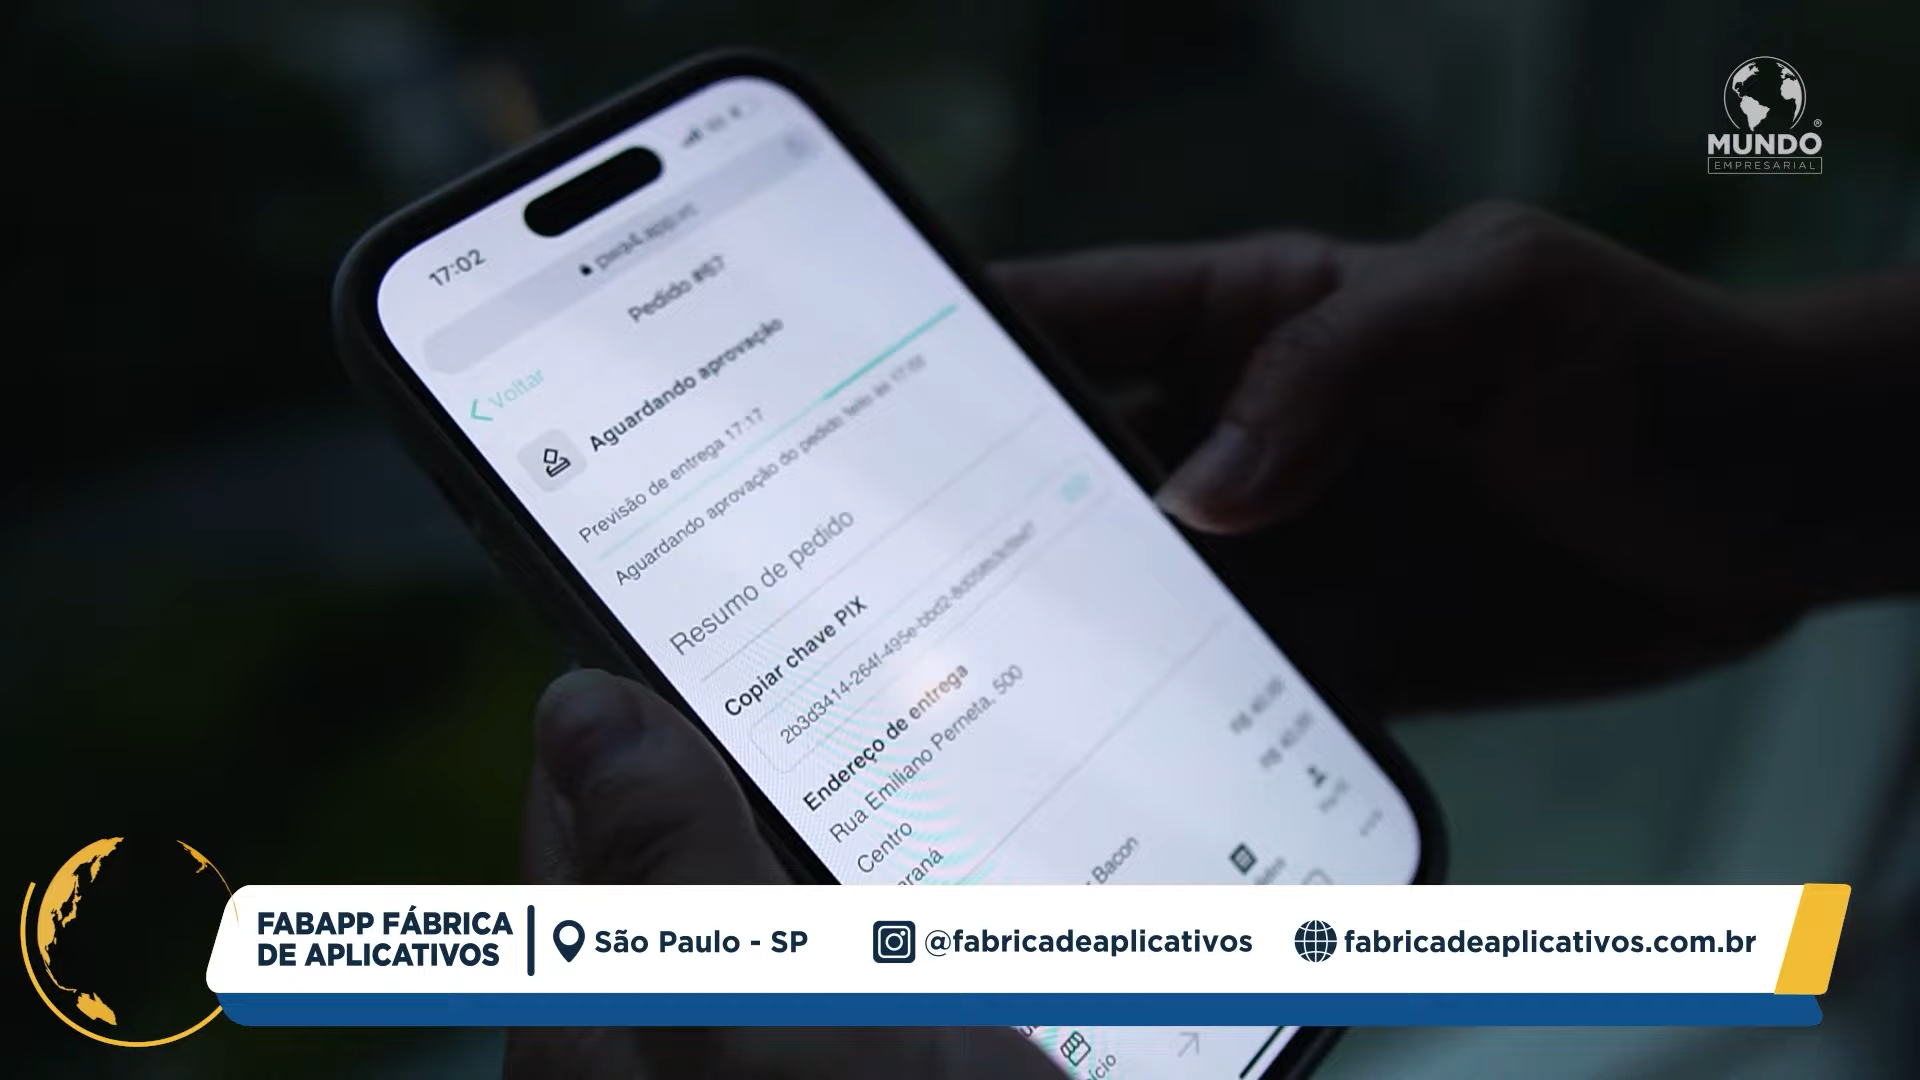 MUNDO
EMPRESARIAL
17:02
Pedido #67
Voltar
Aguardando aprovação
Previsão de entrega 17:17
Aguardando aprovação do pedido feito às
Resumo de pedido
Copiar chave PIX
Endereço de entrega
Rua Emiliano Perneta, 500
Centro
Bacon
FABAPP FÁBRICA
DE APLICATIVOS
São Paulo - SP
@fabricadeaplicativos
fabricadeaplicativos.com.br